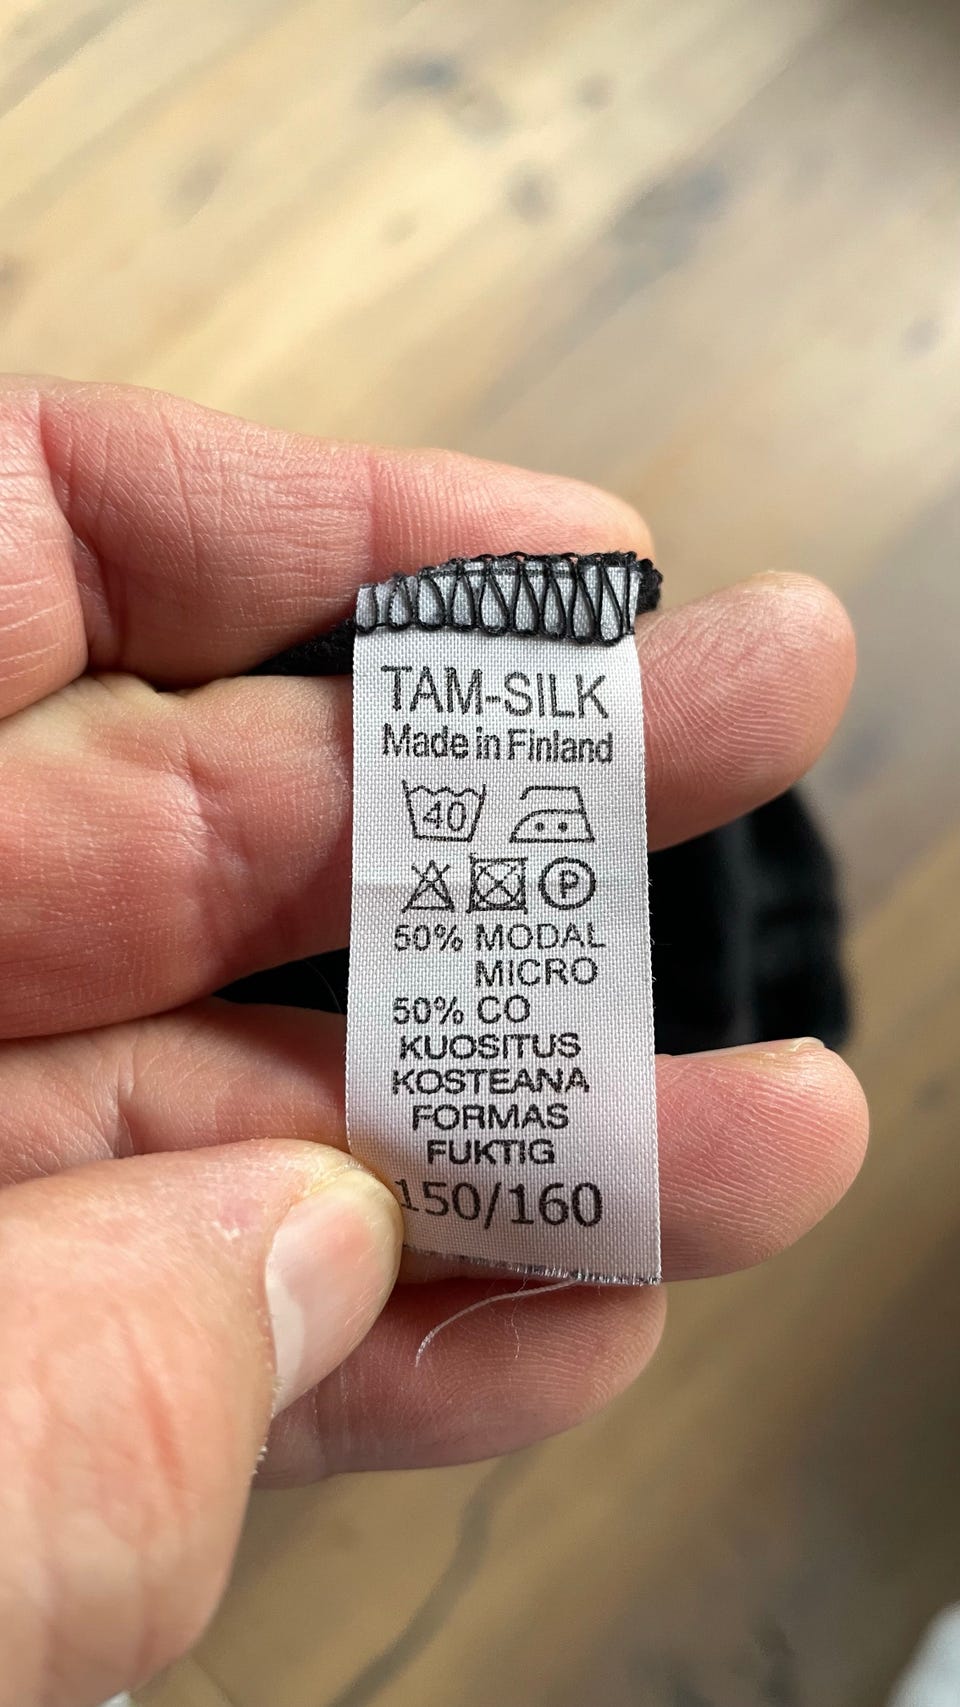 TAM-SILK
Made in Finland
40
P
50% MODAL
MICRO
50% CO
KUOSITUS
KOSTEANA
FORMAS
FUKTIG
150/160